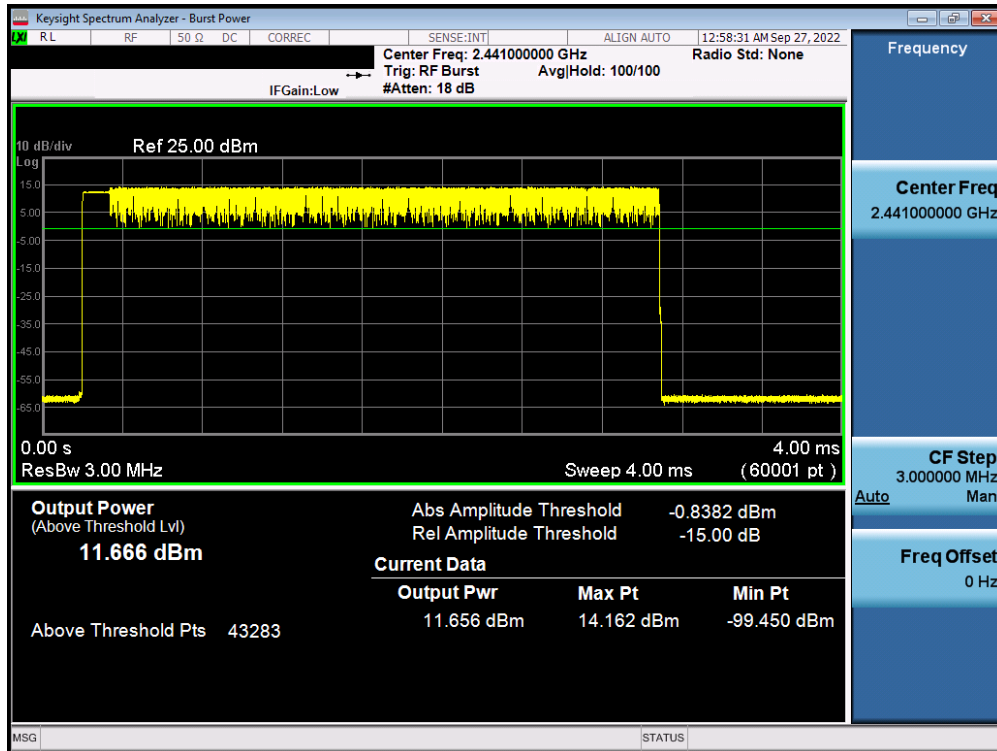 Keysight Spectrum Analyzer - Burst Power
LXI RL RF 50 Ω DC CORREC SENSE:INT ALIGN AUTO 12:58:31 AM Sep 27, 2022
Center Freq: 2.441000000 GHz Radio Std: None
Trig: RF Burst Avg|Hold: 100/100
IFGain:Low #Atten: 18 dB
10 dB/div Ref 25.00 dBm
Log
15.0
5.00
-5.00
-15.0
-25.0
-35.0
-45.0
-55.0
-65.0
0.00 s 4.00 ms
ResBw 3.00 MHz Sweep 4.00 ms (60001 pt)
Output Power
(Above Threshold Lvl)
11.666 dBm
Above Threshold Pts 43283
Abs Amplitude Threshold -0.8382 dBm
Rel Amplitude Threshold -15.00 dB
Current Data
Output Pwr Max Pt Min Pt
11.656 dBm 14.162 dBm -99.450 dBm
MSG STATUS
Frequency
Center Freq
2.441000000 GHz
CF Step
3.000000 MHz
Auto Man
Freq Offset
0 Hz